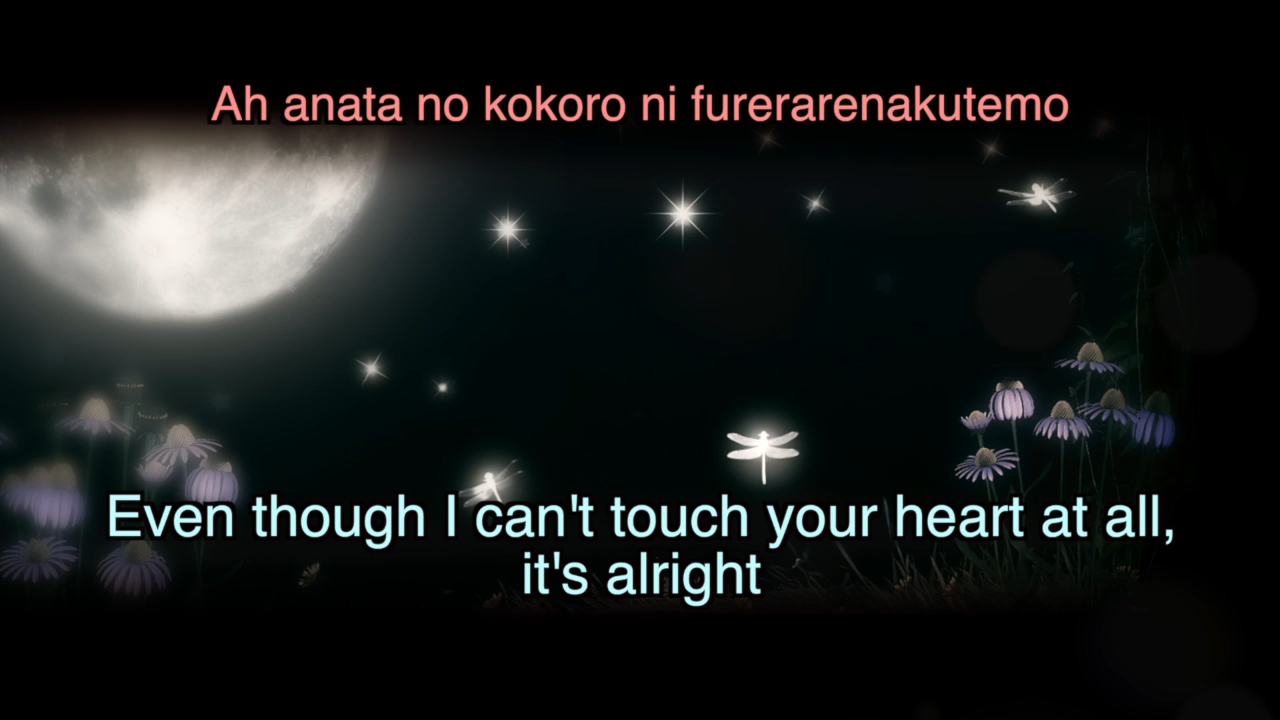 Ah anata no kokoro ni furerarenakutemo
Even though I can't touch your heart at all,
it's alright